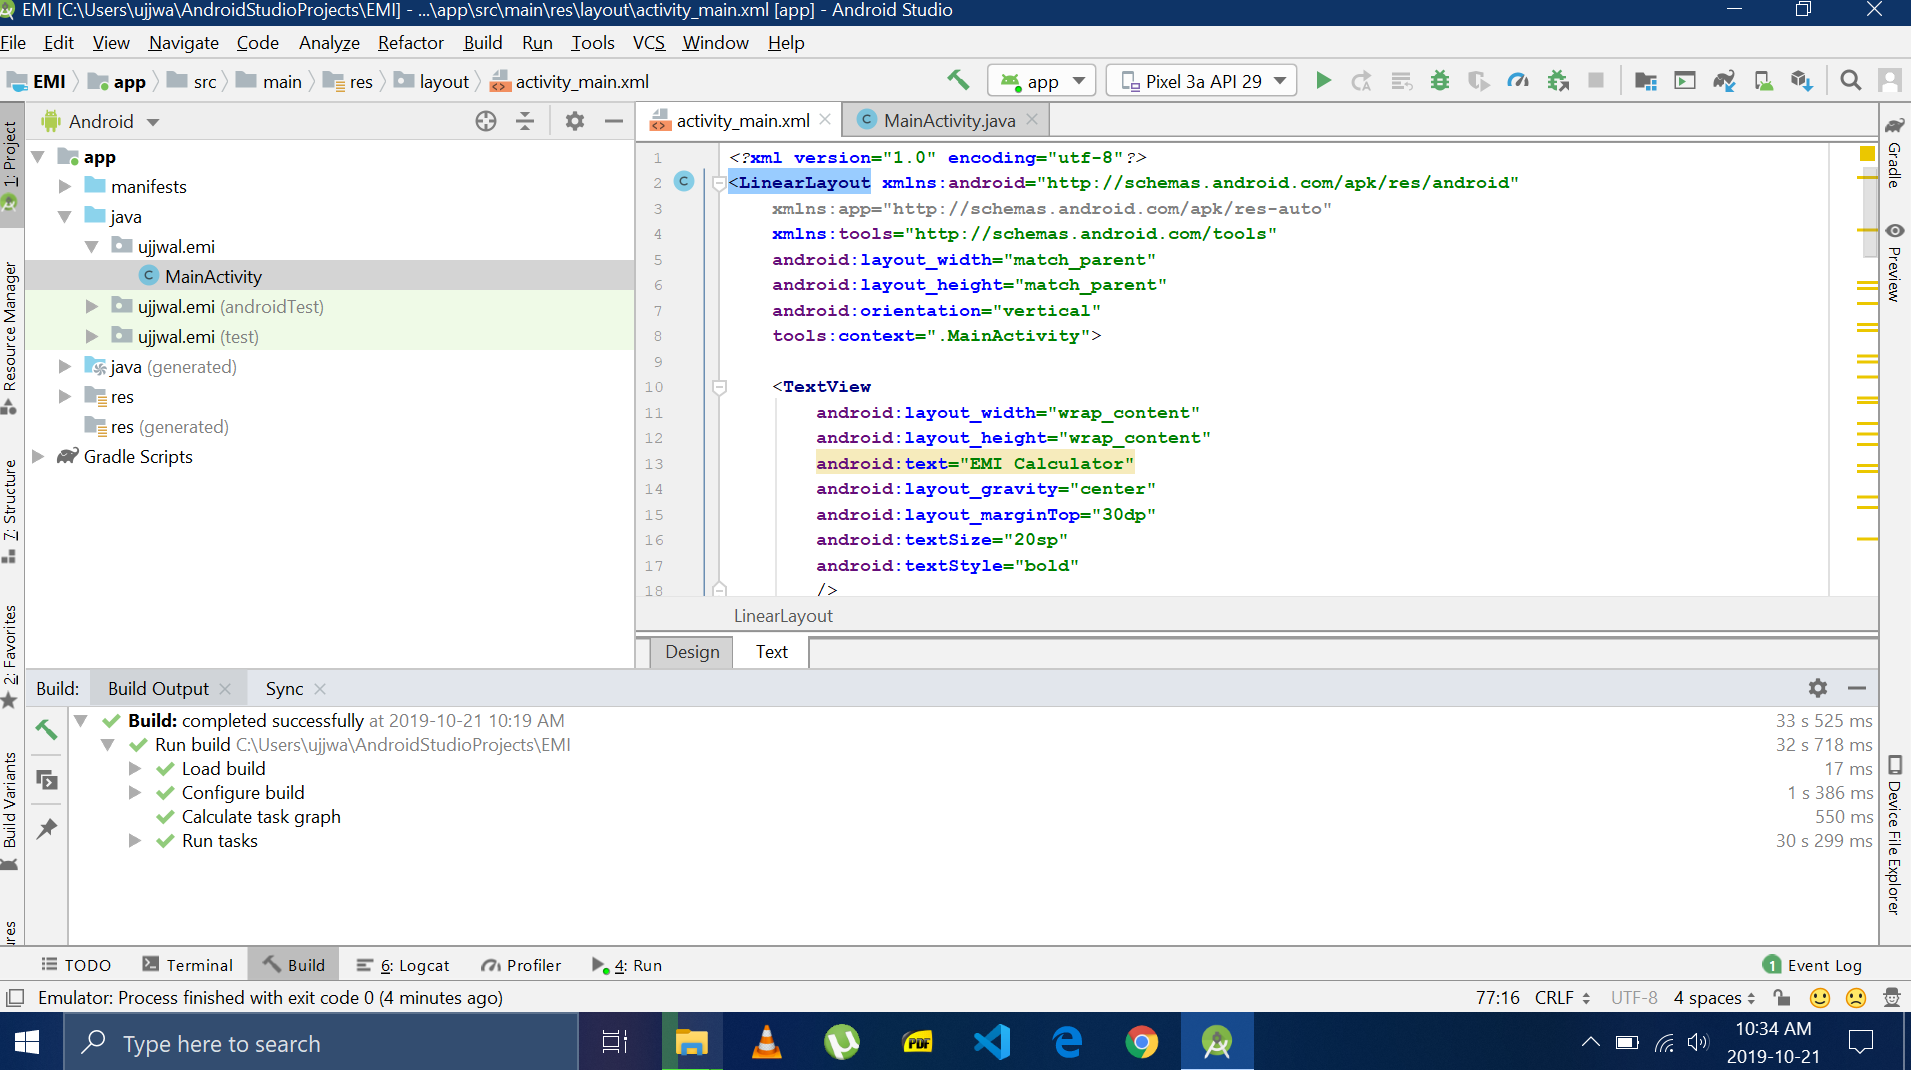 EMI [C:\Users\ujjwa\AndroidStudioProjects\EMI] - ...\app\src\main\res\layout\activity_main.xml [app] - Android Studio
File Edit View Navigate Code Analyze Refactor Build Run Tools VCS Window Help
EMI app src main res layout activity_main.xml app Pixel 3a API 29
Android
app
manifests
java
ujjwal.emi
MainActivity
ujjwal.emi (androidTest)
ujjwal.emi (test)
java (generated)
res
res (generated)
Gradle Scripts
1: Project
Resource Manager
7: Structure
2: Favorites
Build Variants
activity_main.xml MainActivity.java
1 <?xml version="1.0" encoding="utf-8"?>
2 <LinearLayout xmlns:android="http://schemas.android.com/apk/res/android"
3 xmlns:app="http://schemas.android.com/apk/res-auto"
4 xmlns:tools="http://schemas.android.com/tools"
5 android:layout_width="match_parent"
6 android:layout_height="match_parent"
7 android:orientation="vertical"
8 tools:context=".MainActivity">
9
10 <TextView
11 android:layout_width="wrap_content"
12 android:layout_height="wrap_content"
13 android:text="EMI Calculator"
14 android:layout_gravity="center"
15 android:layout_marginTop="30dp"
16 android:textSize="20sp"
17 android:textStyle="bold"
18 />
LinearLayout
Design Text
Gradle
Preview
Device File Explorer
Build: Build Output Sync
Build: completed successfully at 2019-10-21 10:19 AM 33 s 525 ms
Run build C:\Users\ujjwa\AndroidStudioProjects\EMI 32 s 718 ms
Load build 17 ms
Configure build 1 s 386 ms
Calculate task graph 550 ms
Run tasks 30 s 299 ms
TODO Terminal Build 6: Logcat Profiler 4: Run 1 Event Log
Emulator: Process finished with exit code 0 (4 minutes ago) 77:16 CRLF UTF-8 4 spaces
Type here to search
PDF
10:34 AM
2019-10-21